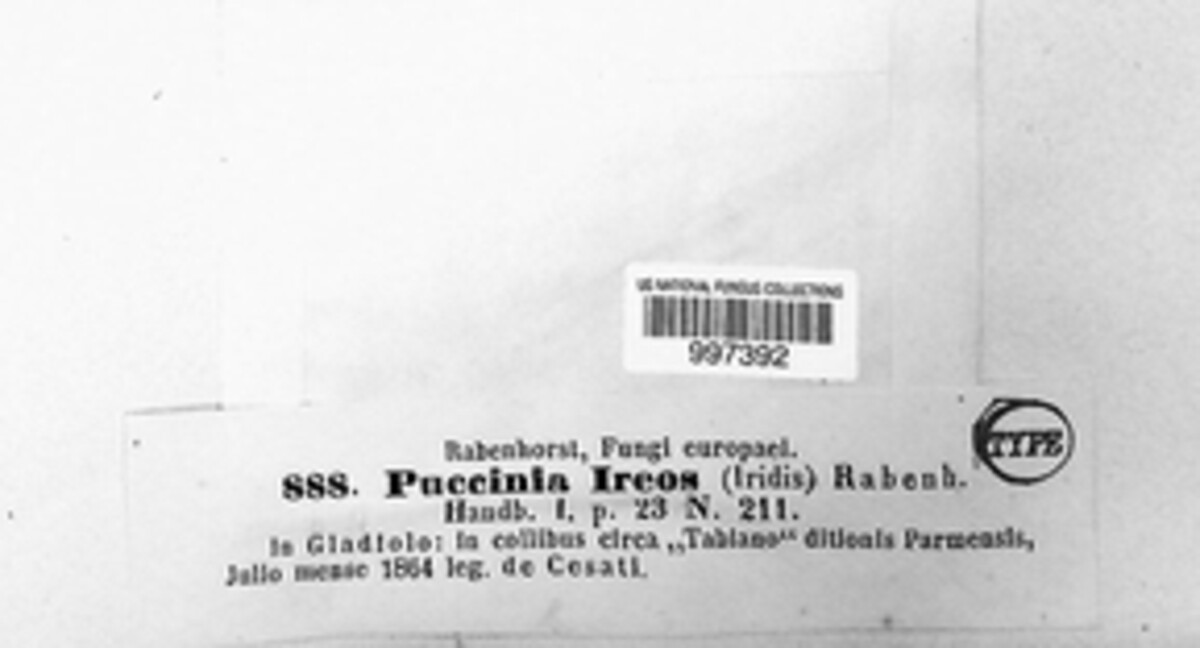 US NATIONAL FUNGUS COLLECTIONS
997392
TYPE
Rabenhorst, Fungi europaei.
888. Puccinia Ireos (Iridis) Rabenh.
Handb. I, p. 23 N. 211.
In Gladiolo: in collibus circa „Tabiano“ ditionis Parmensis,
Julio mense 1864 leg. de Cesati.